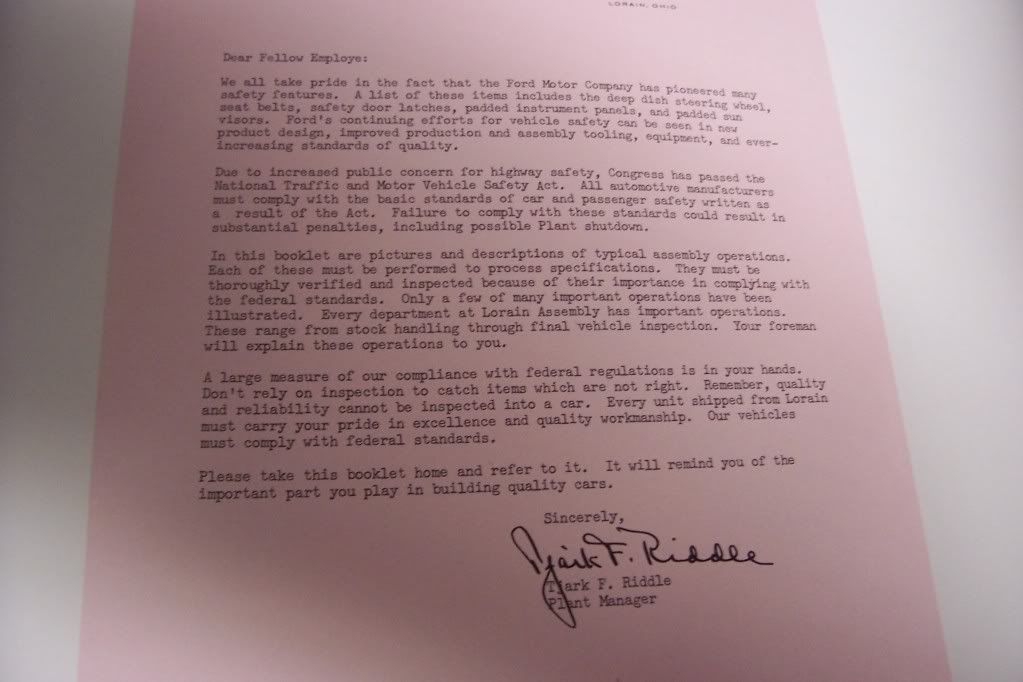 LORAIN, OHIO
Dear Fellow Employe:
We all take pride in the fact that the Ford Motor Company has pioneered many
safety features. A list of these items includes the deep dish steering wheel,
seat belts, safety door latches, padded instrument panels, and padded sun
visors. Ford's continuing efforts for vehicle safety can be seen in new
product design, improved production and assembly tooling, equipment, and ever-
increasing standards of quality.
Due to increased public concern for highway safety, Congress has passed the
National Traffic and Motor Vehicle Safety Act. All automotive manufacturers
must comply with the basic standards of car and passenger safety written as
a result of the Act. Failure to comply with these standards could result in
substantial penalties, including possible Plant shutdown.
In this booklet are pictures and descriptions of typical assembly operations.
Each of these must be performed to process specifications. They must be
thoroughly verified and inspected because of their importance in complying with
the federal standards. Only a few of many important operations have been
illustrated. Every department at Lorain Assembly has important operations.
These range from stock handling through final vehicle inspection. Your foreman
will explain these operations to you.
A large measure of our compliance with federal regulations is in your hands.
Don't rely on inspection to catch items which are not right. Remember, quality
and reliability cannot be inspected into a car. Every unit shipped from Lorain
must carry your pride in excellence and quality workmanship. Our vehicles
must comply with federal standards.
Please take this booklet home and refer to it. It will remind you of the
important part you play in building quality cars.
Sincerely,
Tjark F. Riddle
Tjark F. Riddle
Plant Manager